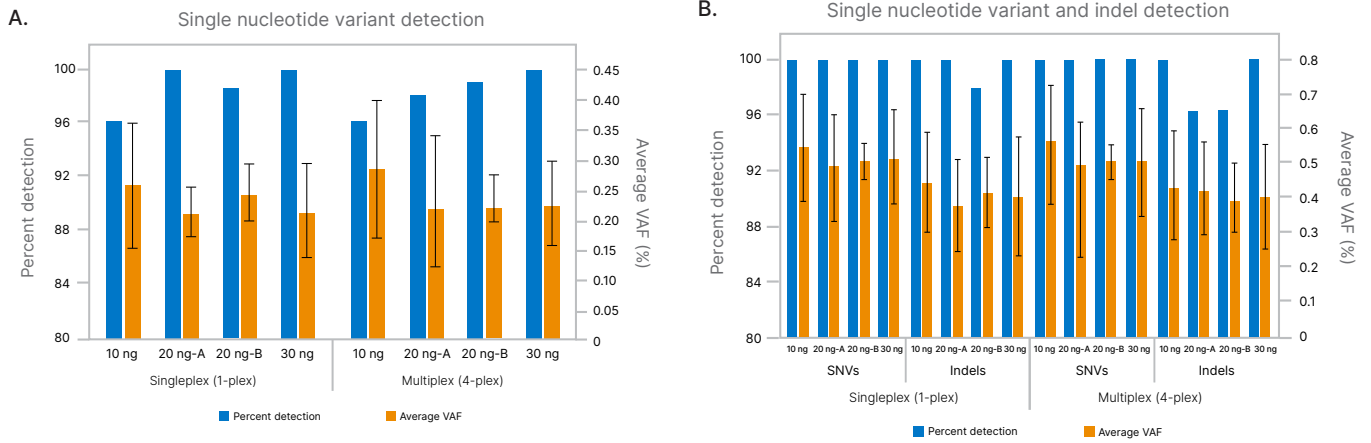 A.
Single nucleotide variant detection
Percent detection
100
96
92
88
84
80
0.45
0.40
0.35
0.30
0.25
0.20
0.15
0.10
0.05
0
Average VAF (%)
10 ng 20 ng-A 20 ng-B 30 ng 10 ng 20 ng-A 20 ng-B 30 ng
Singleplex (1-plex) Multiplex (4-plex)
Percent detection Average VAF
B.
Single nucleotide variant and indel detection
Percent detection
100
96
92
88
84
80
0.8
0.7
0.6
0.5
0.4
0.3
0.2
0.1
0
Average VAF (%)
10 ng 20 ng-A 20 ng-B 30 ng 10 ng 20 ng-A 20 ng-B 30 ng 10 ng 20 ng-A 20 ng-B 30 ng 10 ng 20 ng-A 20 ng-B 30 ng
SNVs Indels SNVs Indels
Singleplex (1-plex) Multiplex (4-plex)
Percent detection Average VAF